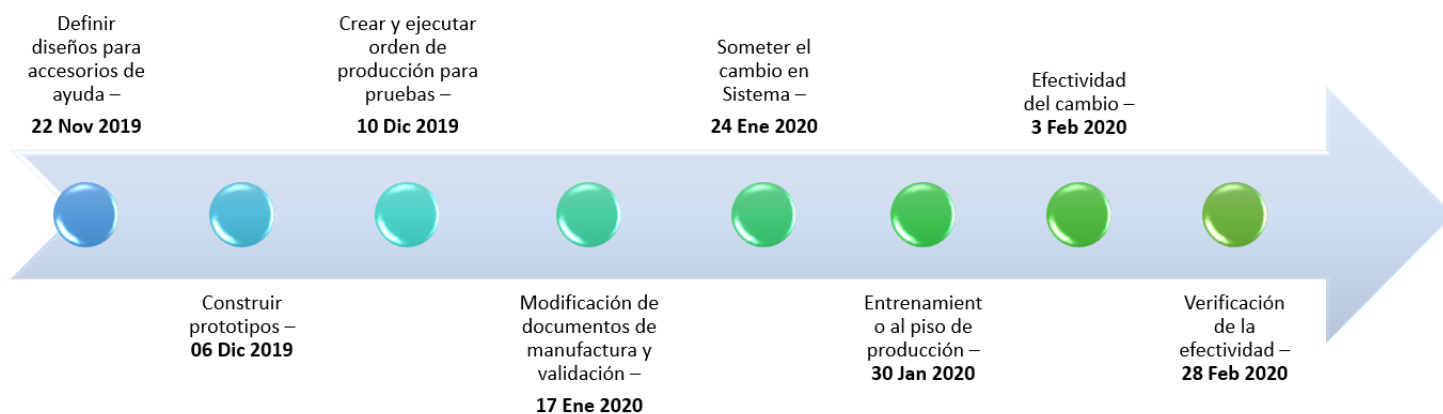 Definir
diseños para
accesorios de
ayuda –
22 Nov 2019
Construir
prototipos –
06 Dic 2019
Crear y ejecutar
orden de
producción para
pruebas –
10 Dic 2019
Modificación de
documentos de
manufactura y
validación –
17 Ene 2020
Someter el
cambio en
Sistema –
24 Ene 2020
Entrenamient
o al piso de
producción –
30 Jan 2020
Efectividad
del cambio –
3 Feb 2020
Verificación
de la
efectividad –
28 Feb 2020